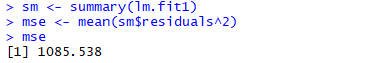 > sm <- summary(lm.fit1)
> mse <- mean(sm$residuals^2)
> mse
[1] 1085.538